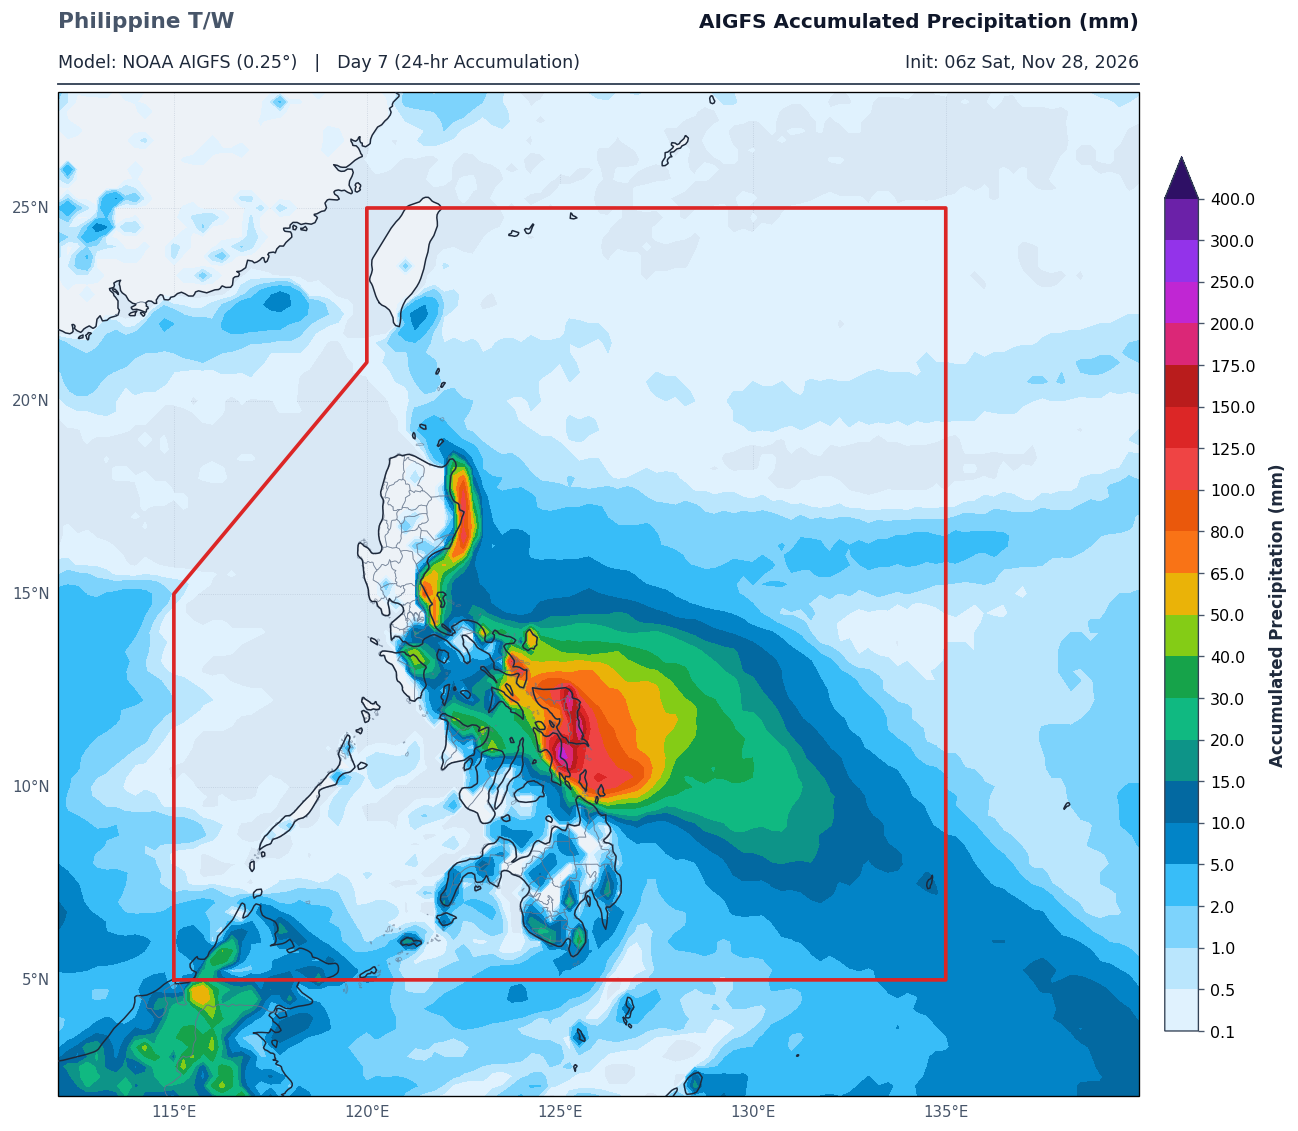 Philippine T/W
AIGFS Accumulated Precipitation (mm)
Model: NOAA AIGFS (0.25°)   |   Day 7 (24-hr Accumulation)
Init: 06z Sat, Nov 28, 2026
25°N
20°N
15°N
10°N
5°N
115°E
120°E
125°E
130°E
135°E
400.0
300.0
250.0
200.0
175.0
150.0
125.0
100.0
80.0
65.0
50.0
40.0
30.0
20.0
15.0
10.0
5.0
2.0
1.0
0.5
0.1
Accumulated Precipitation (mm)